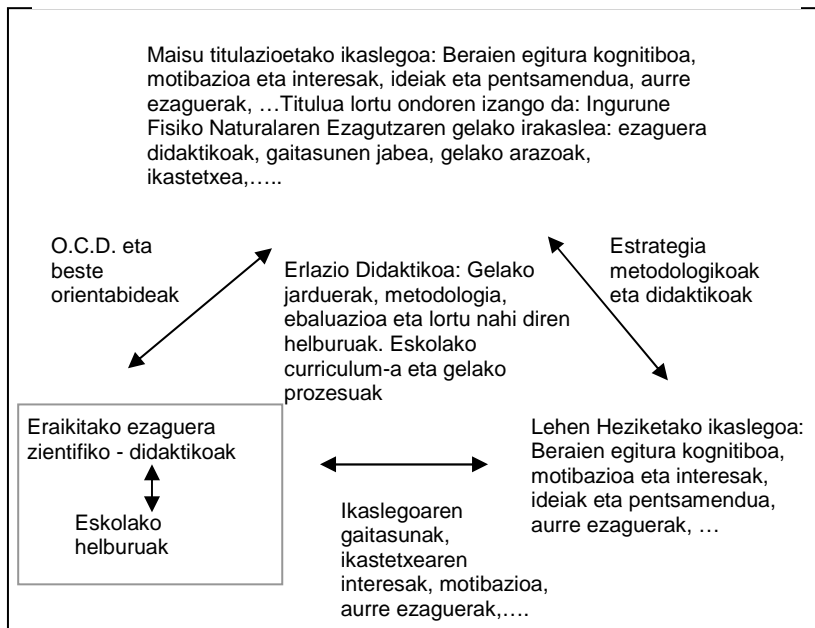 Maisu titulazioetako ikaslegoa: Beraien egitura kognitiboa,
motibazioa eta interesak, ideiak eta pentsamendua, aurre
ezaguerak, …Titulua lortu ondoren izango da: Ingurune
Fisiko Naturalaren Ezagutzaren gelako irakaslea: ezaguera
didaktikoak, gaitasunen jabea, gelako arazoak,
ikastetxea,…..
O.C.D. eta
beste
orientabideak
Estrategia
metodologikoak
eta didaktikoak
Erlazio Didaktikoa: Gelako
jarduerak, metodologia,
ebaluazioa eta lortu nahi diren
helburuak. Eskolako
curriculum-a eta gelako
prozesuak
Eraikitako ezaguera
zientifiko - didaktikoak
Eskolako
helburuak
Lehen Heziketako ikaslegoa:
Beraien egitura kognitiboa,
motibazioa eta interesak,
ideiak eta pentsamendua,
aurre ezaguerak, …
Ikaslegoaren
gaitasunak,
ikastetxearen
interesak, motibazioa,
aurre ezaguerak,….